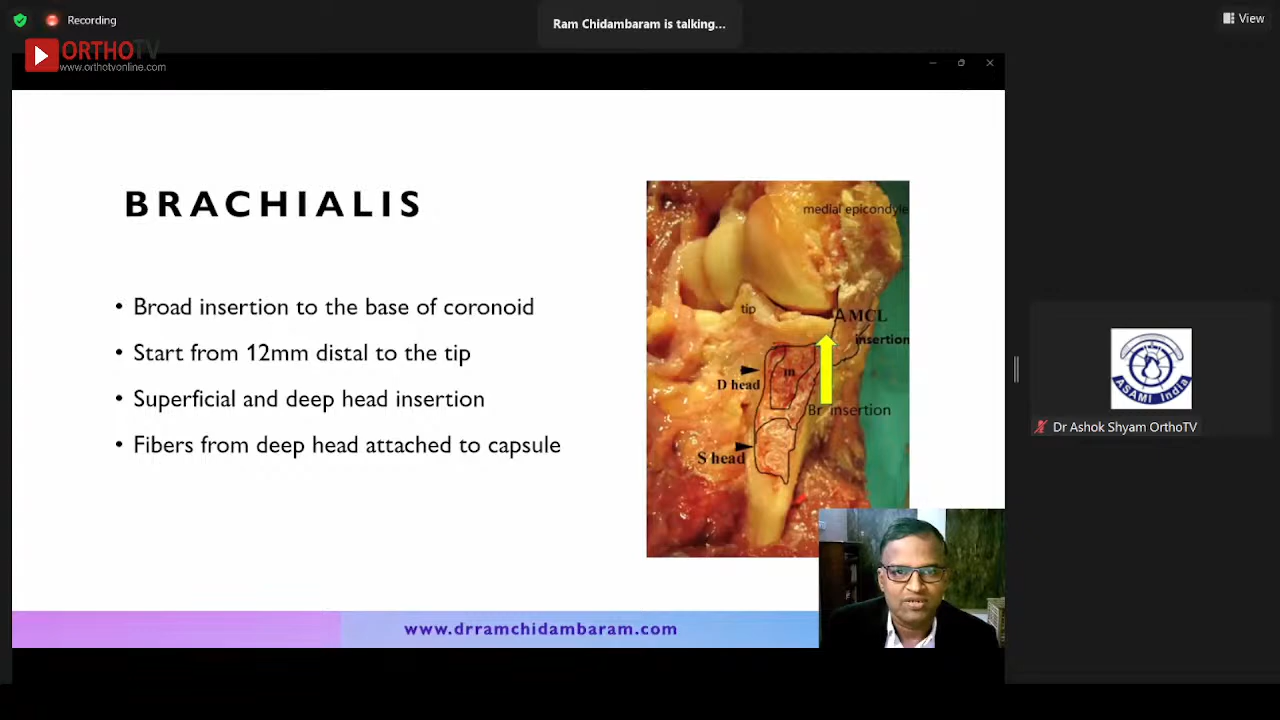 Recording
Ram Chidambaram is talking...
View
ORTHOTV
www.orthotvonline.com
BRACHIALIS
• Broad insertion to the base of coronoid
• Start from 12mm distal to the tip
• Superficial and deep head insertion
• Fibers from deep head attached to capsule
medial epicondyle
tip
AMCL
insertion
m
D head
Br insertion
S head
ASAMI India
Dr Ashok Shyam OrthoTV
www.drramchidambaram.com